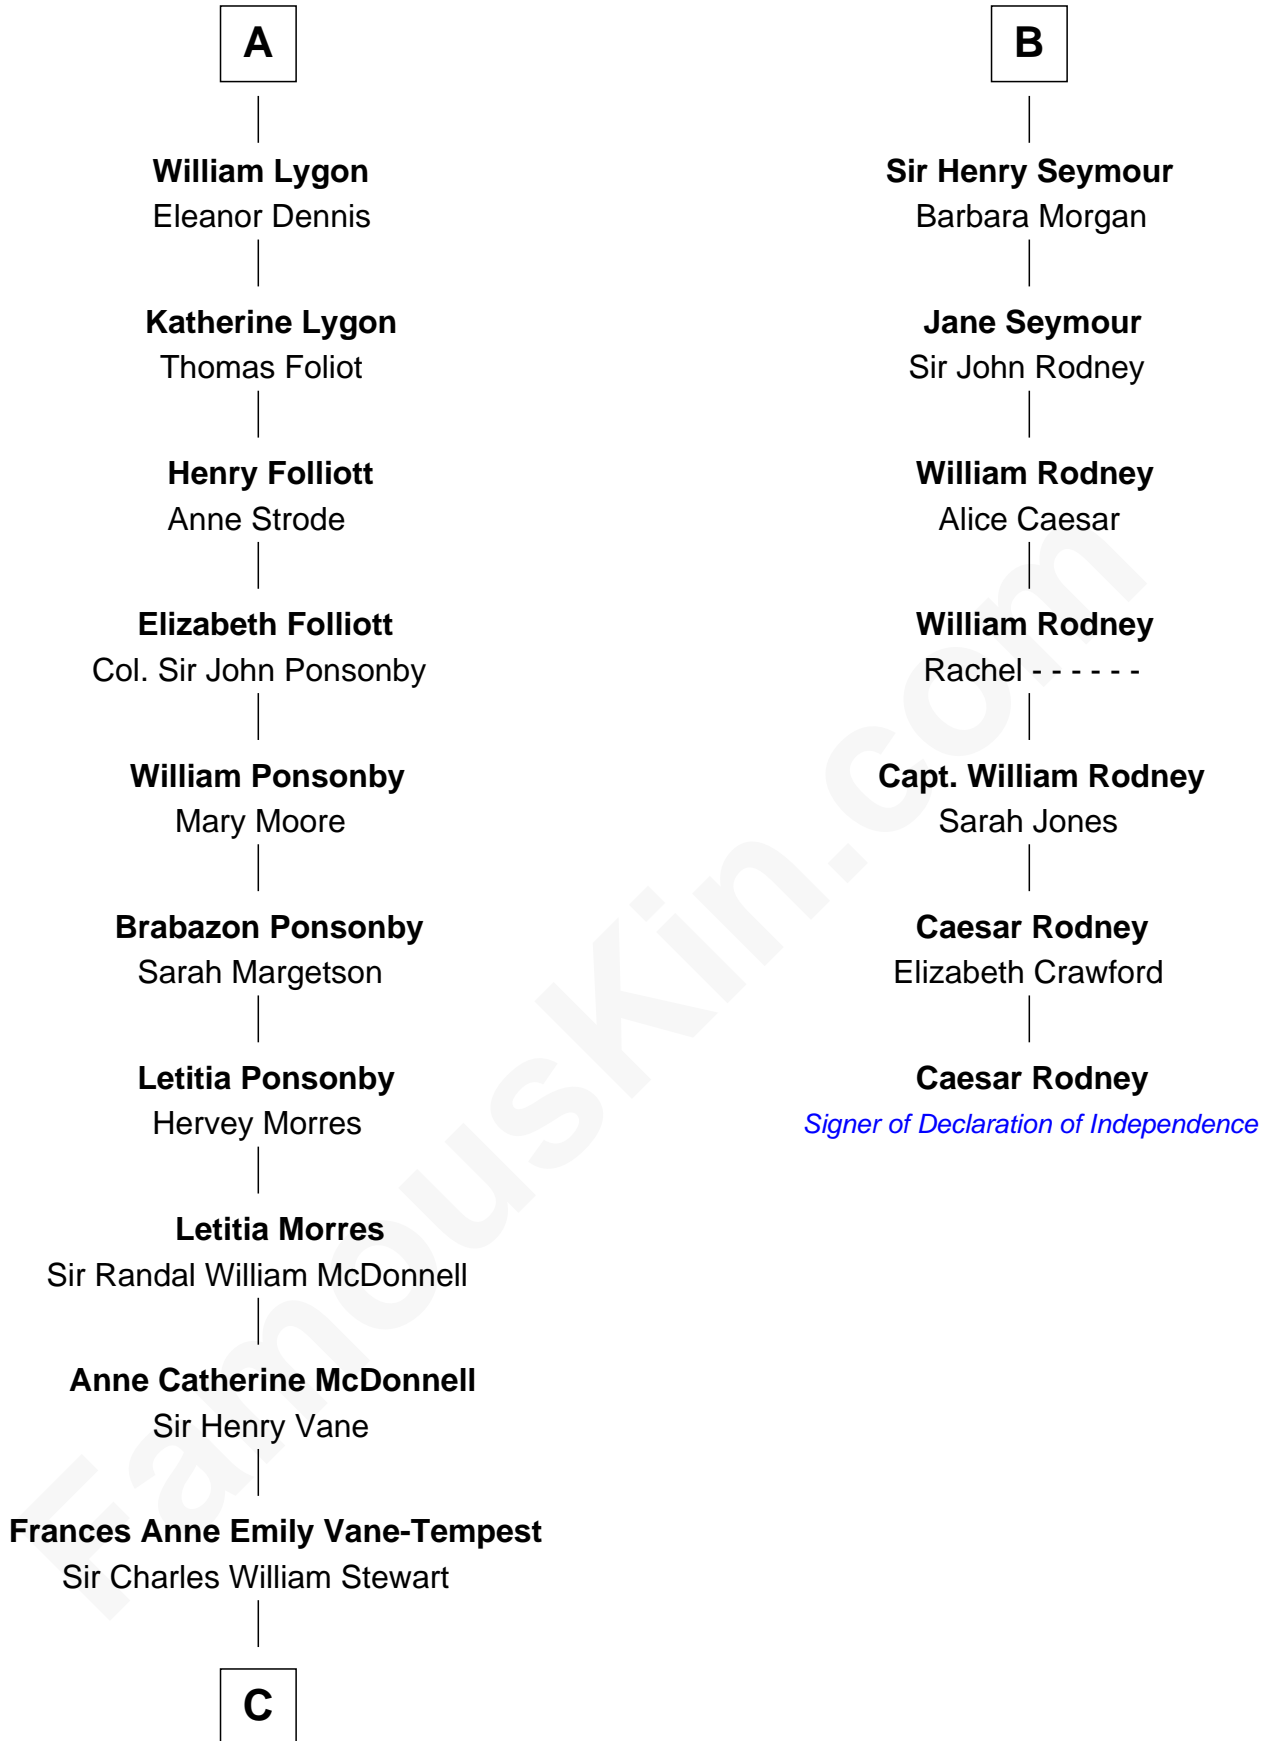 A
William Lygon
Eleanor Dennis
Katherine Lygon
Thomas Foliot
Henry Folliott
Anne Strode
Elizabeth Folliott
Col. Sir John Ponsonby
William Ponsonby
Mary Moore
Brabazon Ponsonby
Sarah Margetson
Letitia Ponsonby
Hervey Morres
Letitia Morres
Sir Randal William McDonnell
Anne Catherine McDonnell
Sir Henry Vane
Frances Anne Emily Vane-Tempest
Sir Charles William Stewart
C
B
Sir Henry Seymour
Barbara Morgan
Jane Seymour
Sir John Rodney
William Rodney
Alice Caesar
William Rodney
Rachel - - - - - -
Capt. William Rodney
Sarah Jones
Caesar Rodney
Elizabeth Crawford
Caesar Rodney
Signer of Declaration of Independence
FamousKin.com